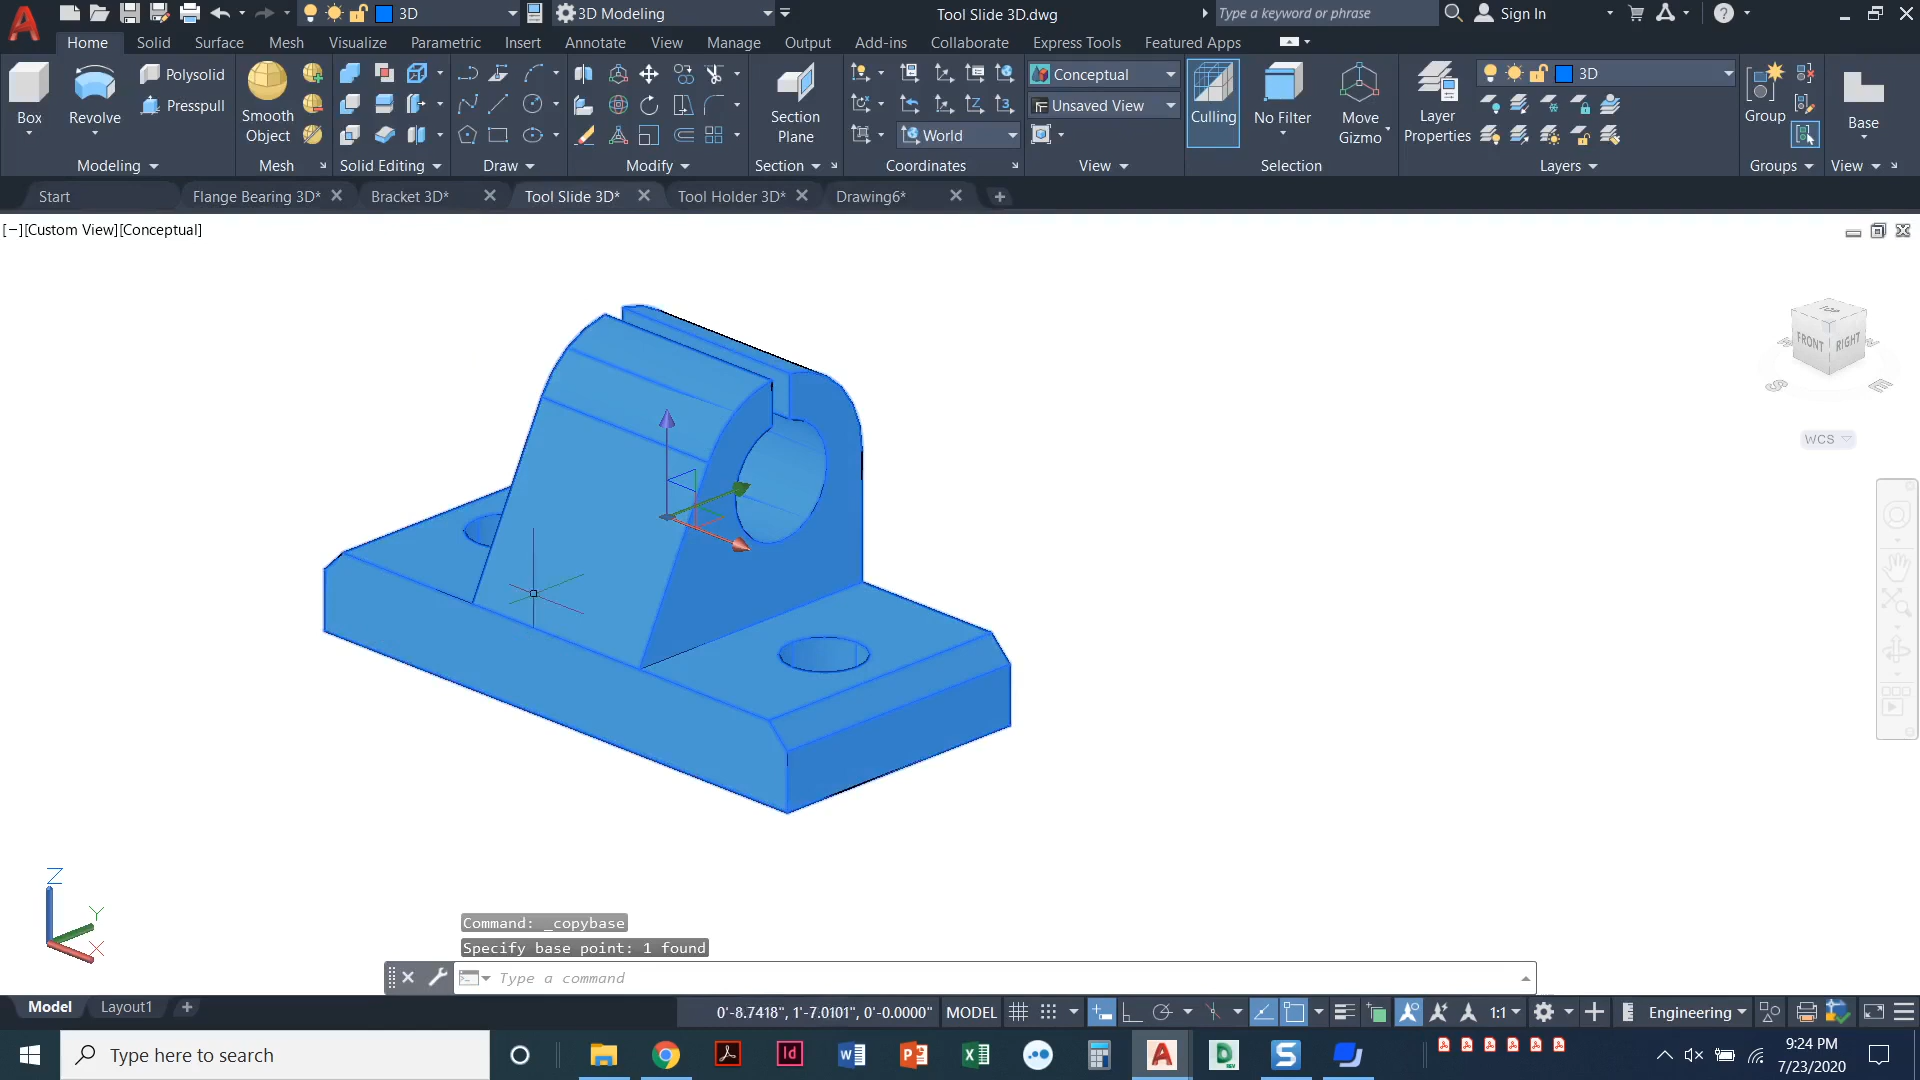 3D
3D Modeling
Tool Slide 3D.dwg
Type a keyword or phrase
Sign In
Home Solid Surface Mesh Visualize Parametric Insert Annotate View Manage Output Add-ins Collaborate Express Tools Featured Apps
Box
Revolve
Polysolid
Presspull
Modeling
Smooth Object
Mesh
Solid Editing
Draw
Modify
Section Plane
Section
World
Coordinates
Conceptual
Unsaved View
View
Culling
No Filter
Move Gizmo
Selection
Layer Properties
3D
Layers
Group
Groups
Base
View
Start Flange Bearing 3D* Bracket 3D* Tool Slide 3D* Tool Holder 3D* Drawing6*
[−][Custom View][Conceptual]
TOP
FRONT RIGHT
S E
WCS
Z
Y
X
Command: _copybase
Specify base point: 1 found
Type a command
Model Layout1
0'-8.7418", 1'-7.0101", 0'-0.0000" MODEL
1:1
Engineering
Type here to search
9:24 PM
7/23/2020